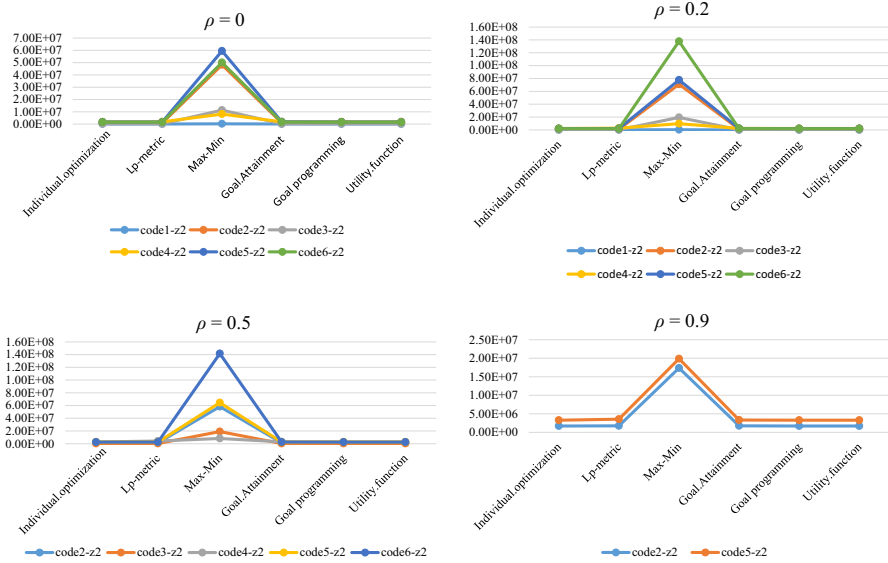 ρ = 0
7.00E+07
6.00E+07
5.00E+07
4.00E+07
3.00E+07
2.00E+07
1.00E+07
0.00E+00
Individual.optimization
Lp-metric
Max-Min
Goal.Attainment
Goal programming
Utility.function
code1-z2 code2-z2 code3-z2
code4-z2 code5-z2 code6-z2
ρ = 0.2
1.60E+08
1.40E+08
1.20E+08
1.00E+08
8.00E+07
6.00E+07
4.00E+07
2.00E+07
0.00E+00
Individual.optimization
Lp-metric
Max-Min
Goal.Attainment
Goal programming
Utility.function
code1-z2 code2-z2 code3-z2
code4-z2 code5-z2 code6-z2
ρ = 0.5
1.60E+08
1.40E+08
1.20E+08
1.00E+08
8.00E+07
6.00E+07
4.00E+07
2.00E+07
0.00E+00
Individual.optimization
Lp-metric
Max-Min
Goal.Attainment
Goal programming
Utility.function
code2-z2 code3-z2 code4-z2 code5-z2 code6-z2
ρ = 0.9
2.50E+07
2.00E+07
1.50E+07
1.00E+07
5.00E+06
0.00E+00
Individual.optimization
Lp-metric
Max-Min
Goal.Attainment
Goal programming
Utility.function
code2-z2 code5-z2